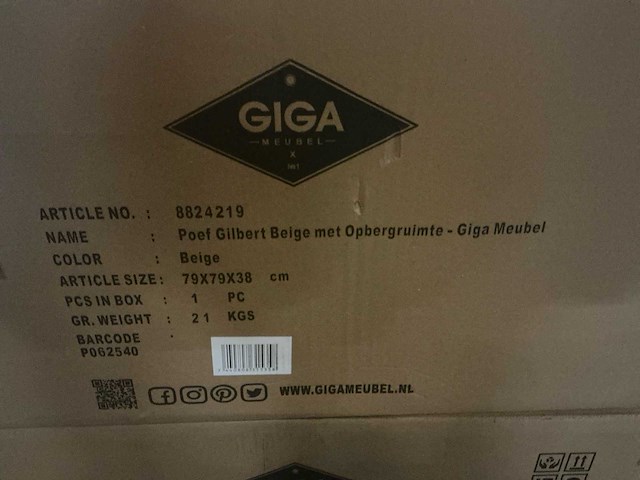 GIGA
MEUBEL
X
ARTICLE NO. : 8824219
NAME : Poef Gilbert Beige met Opbergruimte - Giga Meubel
COLOR : Beige
ARTICLE SIZE : 79X79X38 cm
PCS IN BOX : 1 PC
GR. WEIGHT : 21 KGS
BARCODE :
P062540
WWW.GIGAMEUBEL.NL